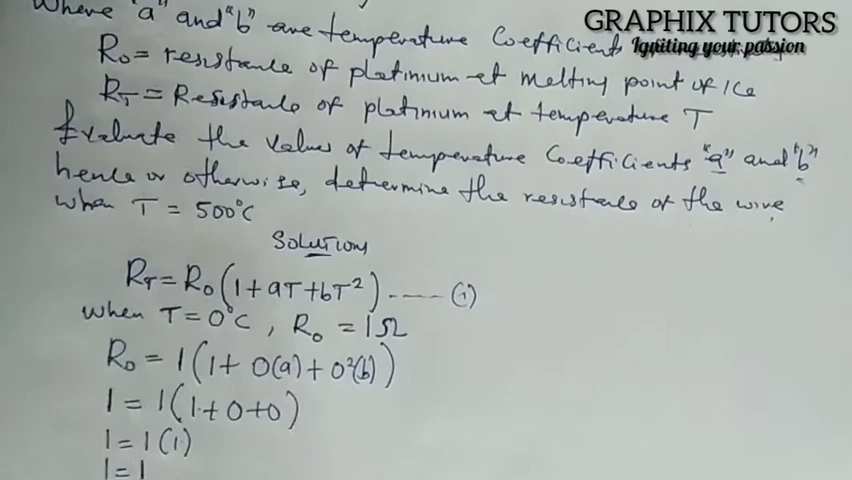 Where "a" and "b" are temperature Coefficients
GRAPHIX TUTORS
Igniting your passion
R₀ = resistance of platinium at melting point of ice
R_T = Resistance of platinium at temperature T
Evaluate the values of temperature Coefficients "a" and "b"
hence or otherwise, determine the resistance of the wire
when T = 500°C
Solution
R_T = R₀(1 + aT + bT²) ...... (i)
when T = 0°C, R₀ = 1Ω
R₀ = 1(1 + 0(a) + 0²(b))
1 = 1(1 + 0 + 0)
1 = 1(1)
1 = 1